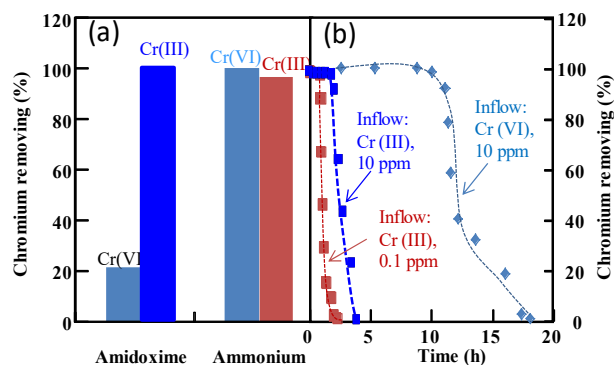 (a)
(b)
120
100
80
60
40
20
0
Chromium removing (%)
Cr(III)
Cr(VI)
Cr(VI)
Cr(III)
Amidoxime
Ammonium
Inflow:
Cr (III),
10 ppm
Inflow:
Cr (VI),
10 ppm
Inflow:
Cr (III),
0.1 ppm
0
5
10
15
20
Time (h)
120
100
80
60
40
20
0
Chromium removing (%)